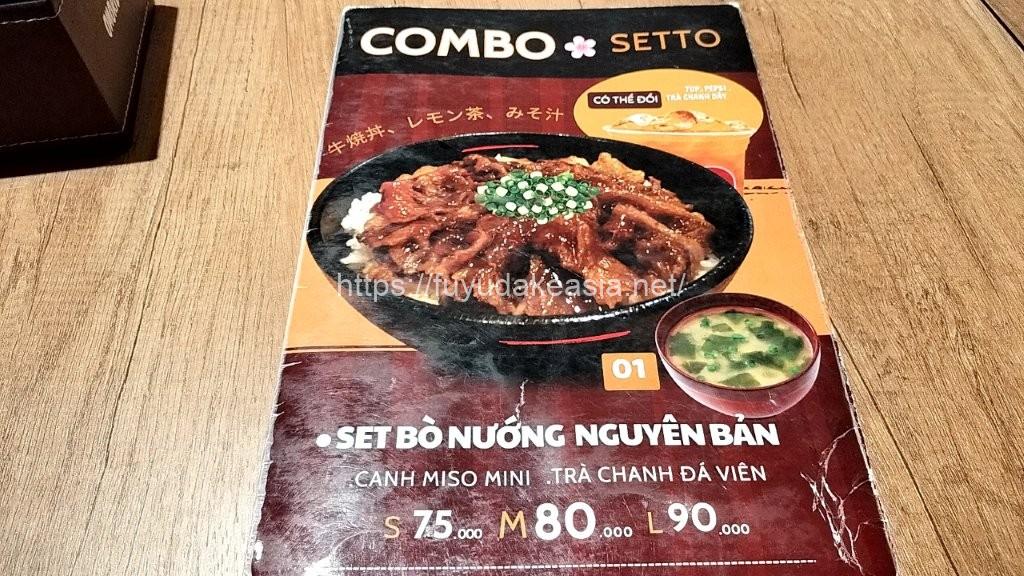 COMBO SETTO
CÓ THỂ ĐỔI
7UP, PEPSI
TRÀ CHANH DÂY
牛焼丼、レモン茶、みそ汁
https://fuyudakeasia.net/
01
• SET BÒ NƯỚNG NGUYÊN BẢN
.CANH MISO MINI .TRÀ CHANH ĐÁ VIÊN
S 75.000 M 80.000 L 90.000